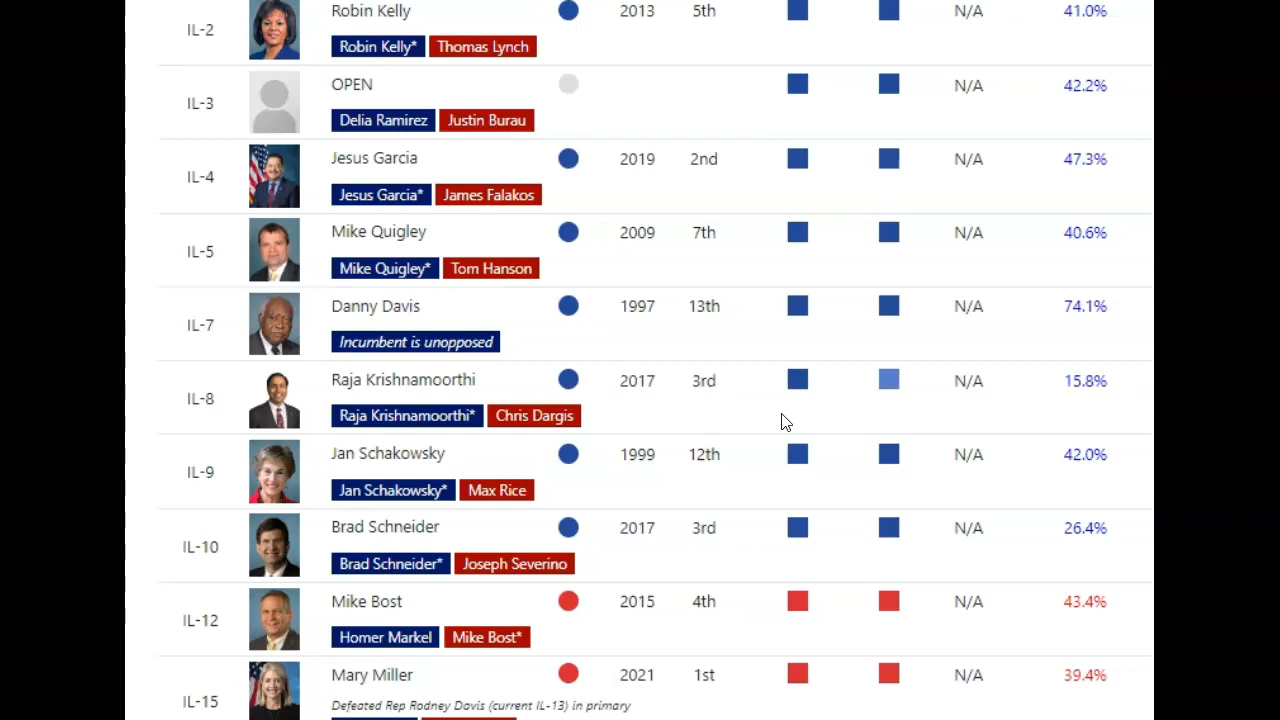 Robin Kelly 2013 5th N/A 41.0%
IL-2
Robin Kelly* Thomas Lynch
OPEN N/A 42.2%
IL-3
Delia Ramirez Justin Burau
Jesus Garcia 2019 2nd N/A 47.3%
IL-4
Jesus Garcia* James Falakos
Mike Quigley 2009 7th N/A 40.6%
IL-5
Mike Quigley* Tom Hanson
Danny Davis 1997 13th N/A 74.1%
IL-7
Incumbent is unopposed
Raja Krishnamoorthi 2017 3rd N/A 15.8%
IL-8
Raja Krishnamoorthi* Chris Dargis
Jan Schakowsky 1999 12th N/A 42.0%
IL-9
Jan Schakowsky* Max Rice
Brad Schneider 2017 3rd N/A 26.4%
IL-10
Brad Schneider* Joseph Severino
Mike Bost 2015 4th N/A 43.4%
IL-12
Homer Markel Mike Bost*
Mary Miller 2021 1st N/A 39.4%
IL-15
Defeated Rep Rodney Davis (current IL-13) in primary